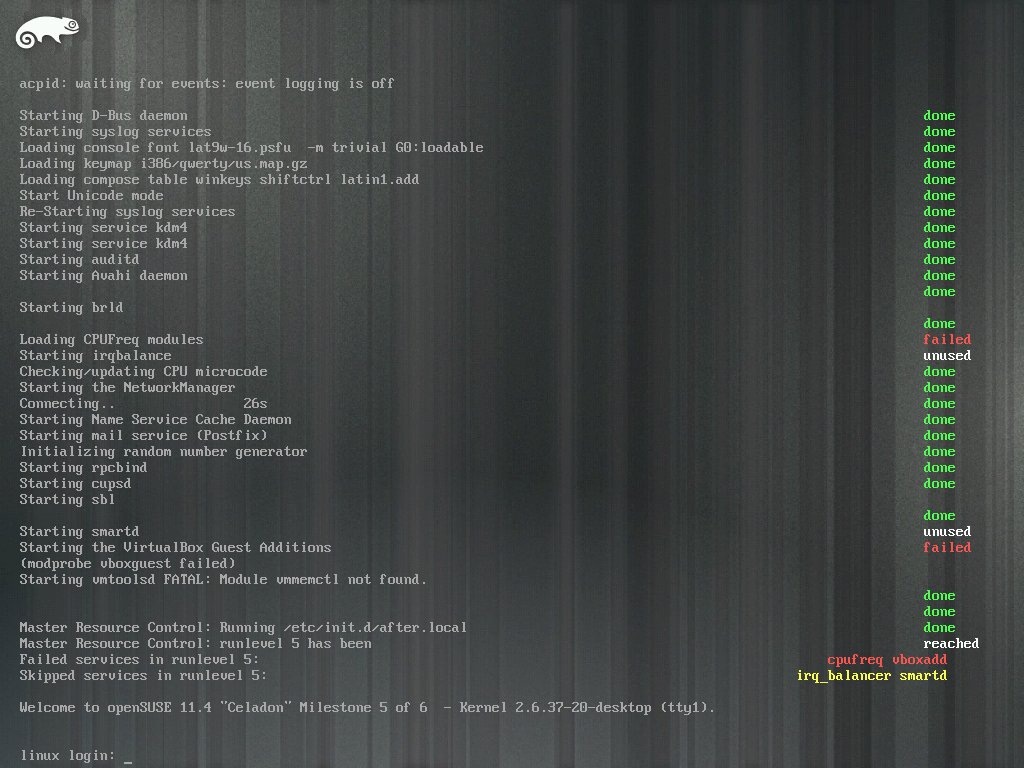 acpid: waiting for events: event logging is off
Starting D-Bus daemon done
Starting syslog services done
Loading console font lat9w-16.psfu  -m trivial G0:loadable done
Loading keymap i386/qwerty/us.map.gz done
Loading compose table winkeys shiftctrl latin1.add done
Start Unicode mode done
Re-Starting syslog services done
Starting service kdm4 done
Starting service kdm4 done
Starting auditd done
Starting Avahi daemon done
done
Starting brld
done
Loading CPUFreq modules failed
Starting irqbalance unused
Checking/updating CPU microcode done
Starting the NetworkManager done
Connecting.. 26s done
Starting Name Service Cache Daemon done
Starting mail service (Postfix) done
Initializing random number generator done
Starting rpcbind done
Starting cupsd done
Starting sbl
done
Starting smartd unused
Starting the VirtualBox Guest Additions failed
(modprobe vboxguest failed)
Starting vmtoolsd FATAL: Module vmmemctl not found.
done
done
Master Resource Control: Running /etc/init.d/after.local done
Master Resource Control: runlevel 5 has been reached
Failed services in runlevel 5: cpufreq vboxadd
Skipped services in runlevel 5: irq_balancer smartd
Welcome to openSUSE 11.4 "Celadon" Milestone 5 of 6  - Kernel 2.6.37-20-desktop (tty1).
linux login: _